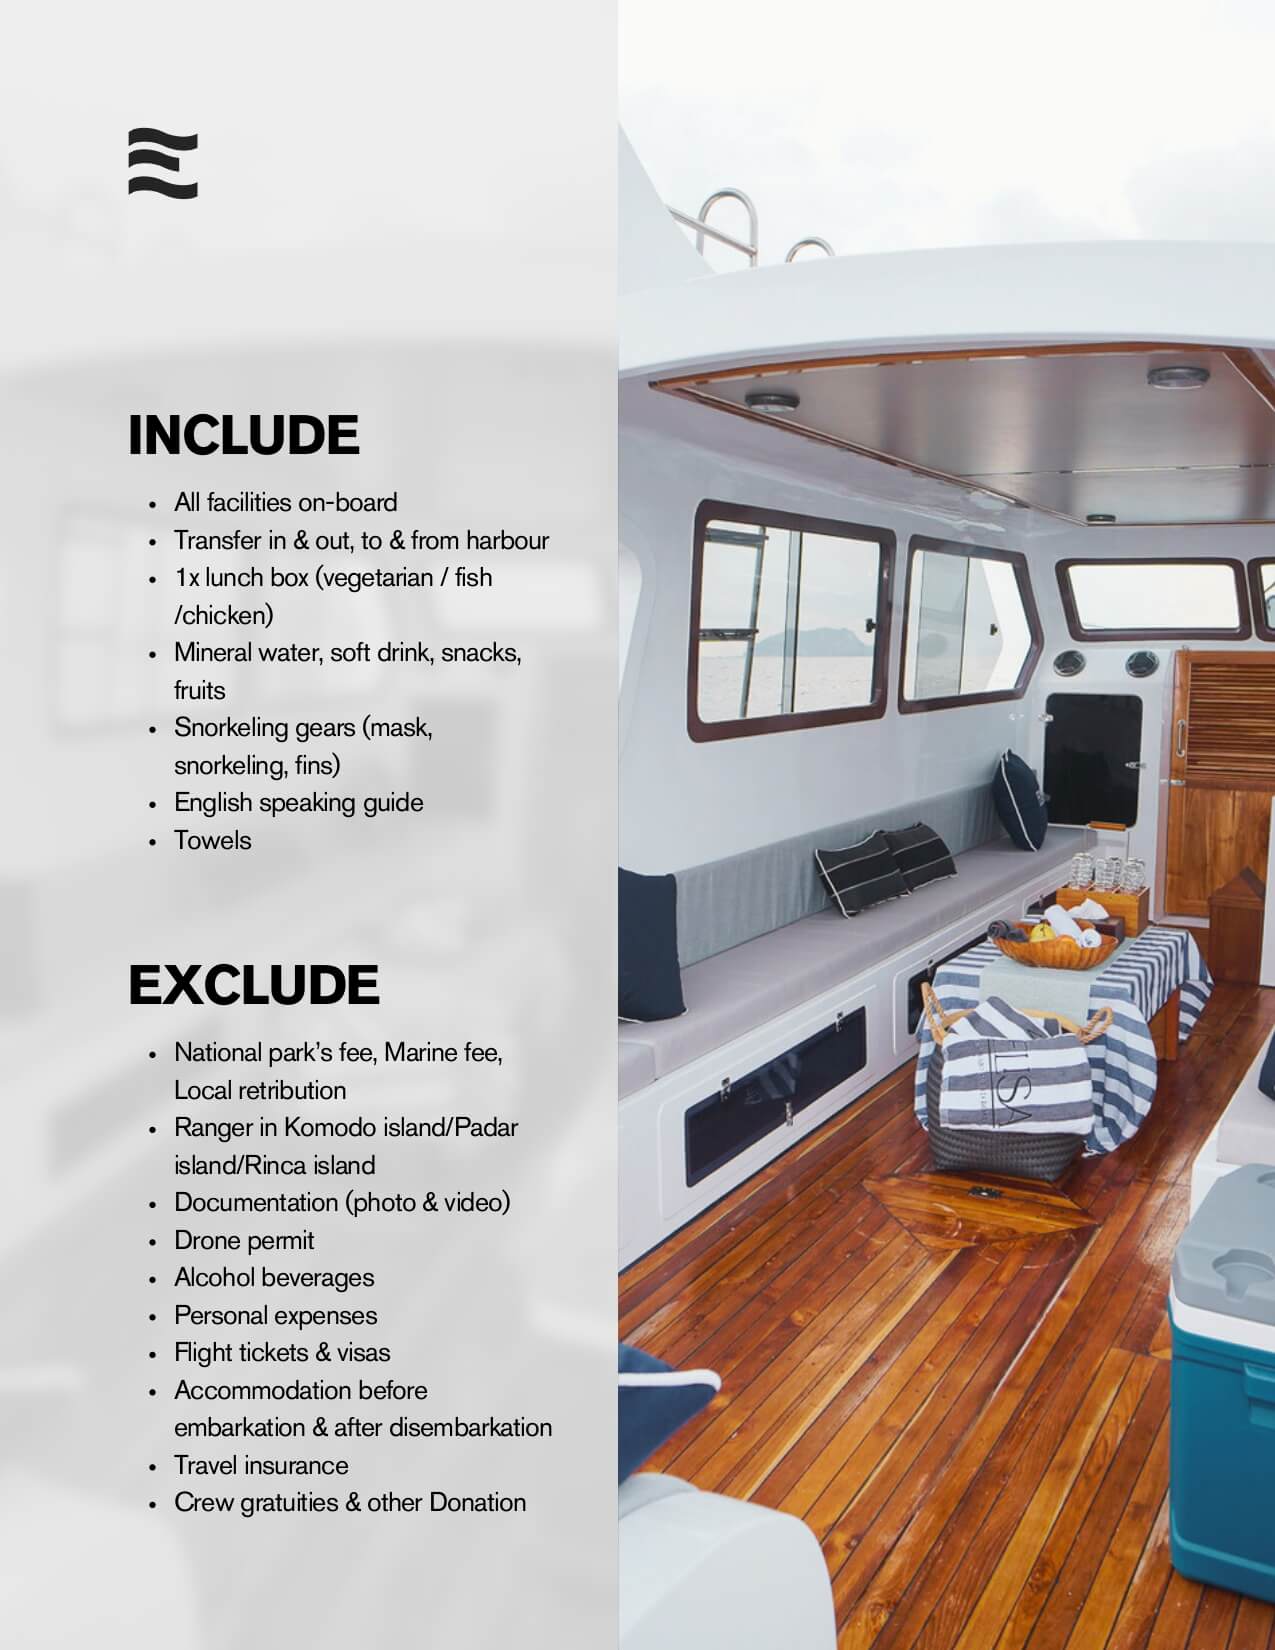 INCLUDE
• All facilities on-board
• Transfer in & out, to & from harbour
• 1x lunch box (vegetarian / fish
/chicken)
• Mineral water, soft drink, snacks,
fruits
• Snorkeling gears (mask,
snorkeling, fins)
• English speaking guide
• Towels
EXCLUDE
• National park’s fee, Marine fee,
Local retribution
• Ranger in Komodo island/Padar
island/Rinca island
• Documentation (photo & video)
• Drone permit
• Alcohol beverages
• Personal expenses
• Flight tickets & visas
• Accommodation before
embarkation & after disembarkation
• Travel insurance
• Crew gratuities & other Donation